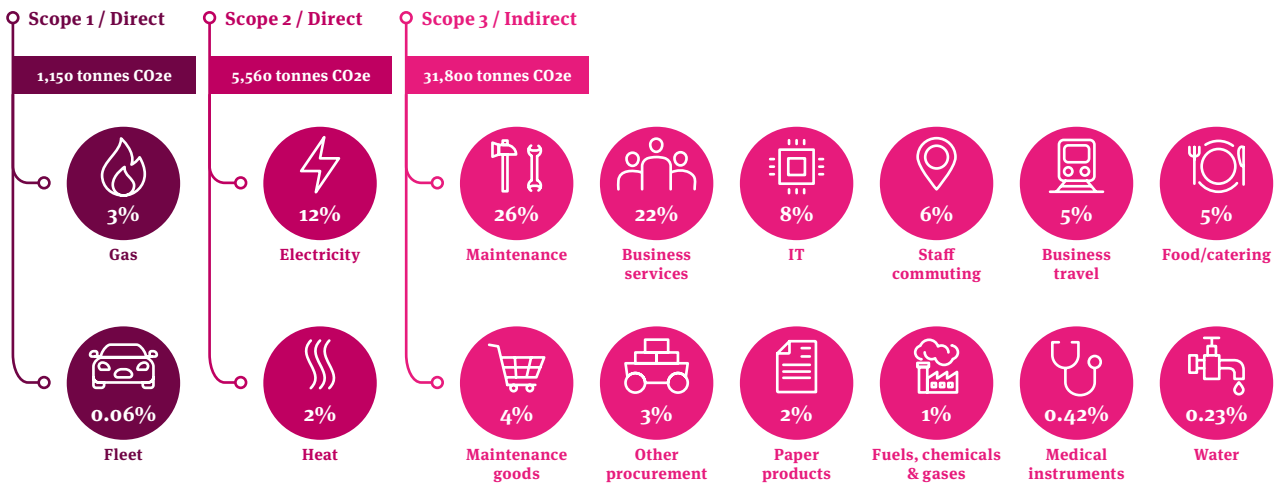 Scope 1 / Direct
Scope 2 / Direct
Scope 3 / Indirect
1,150 tonnes CO2e
5,560 tonnes CO2e
31,800 tonnes CO2e
3%
12%
26%
22%
8%
6%
5%
5%
Gas
Electricity
Maintenance
Business
services
IT
Staff
commuting
Business
travel
Food/catering
0.06%
2%
4%
3%
2%
1%
0.42%
0.23%
Fleet
Heat
Maintenance
goods
Other
procurement
Paper
products
Fuels, chemicals
& gases
Medical
instruments
Water